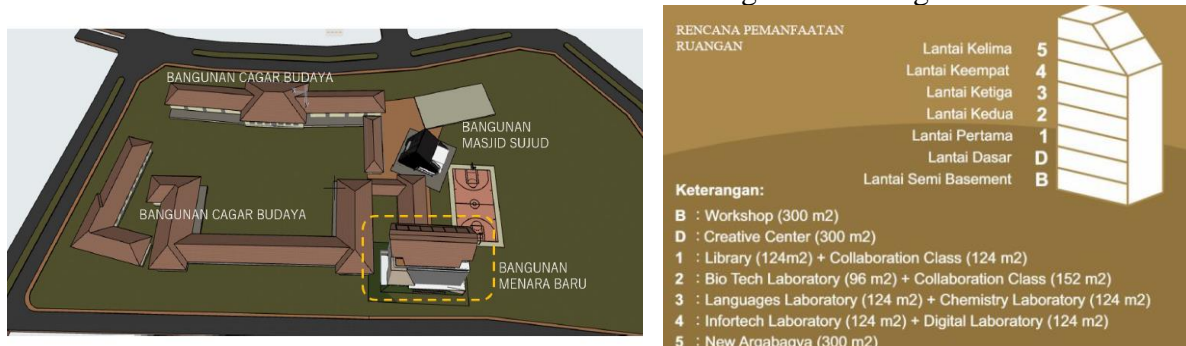 BANGUNAN CAGAR BUDAYA
BANGUNAN
MASJID SUJUD
BANGUNAN CAGAR BUDAYA
BANGUNAN
MENARA BARU
RENCANA PEMANFAATAN
RUANGAN
Lantai Kelima 5
Lantai Keempat 4
Lantai Ketiga 3
Lantai Kedua 2
Lantai Pertama 1
Lantai Dasar D
Lantai Semi Basement B
Keterangan:
B : Workshop (300 m2)
D : Creative Center (300 m2)
1 : Library (124m2) + Collaboration Class (124 m2)
2 : Bio Tech Laboratory (96 m2) + Collaboration Class (152 m2)
3 : Languages Laboratory (124 m2) + Chemistry Laboratory (124 m2)
4 : Infortech Laboratory (124 m2) + Digital Laboratory (124 m2)
5 : New Argabagya (300 m2)